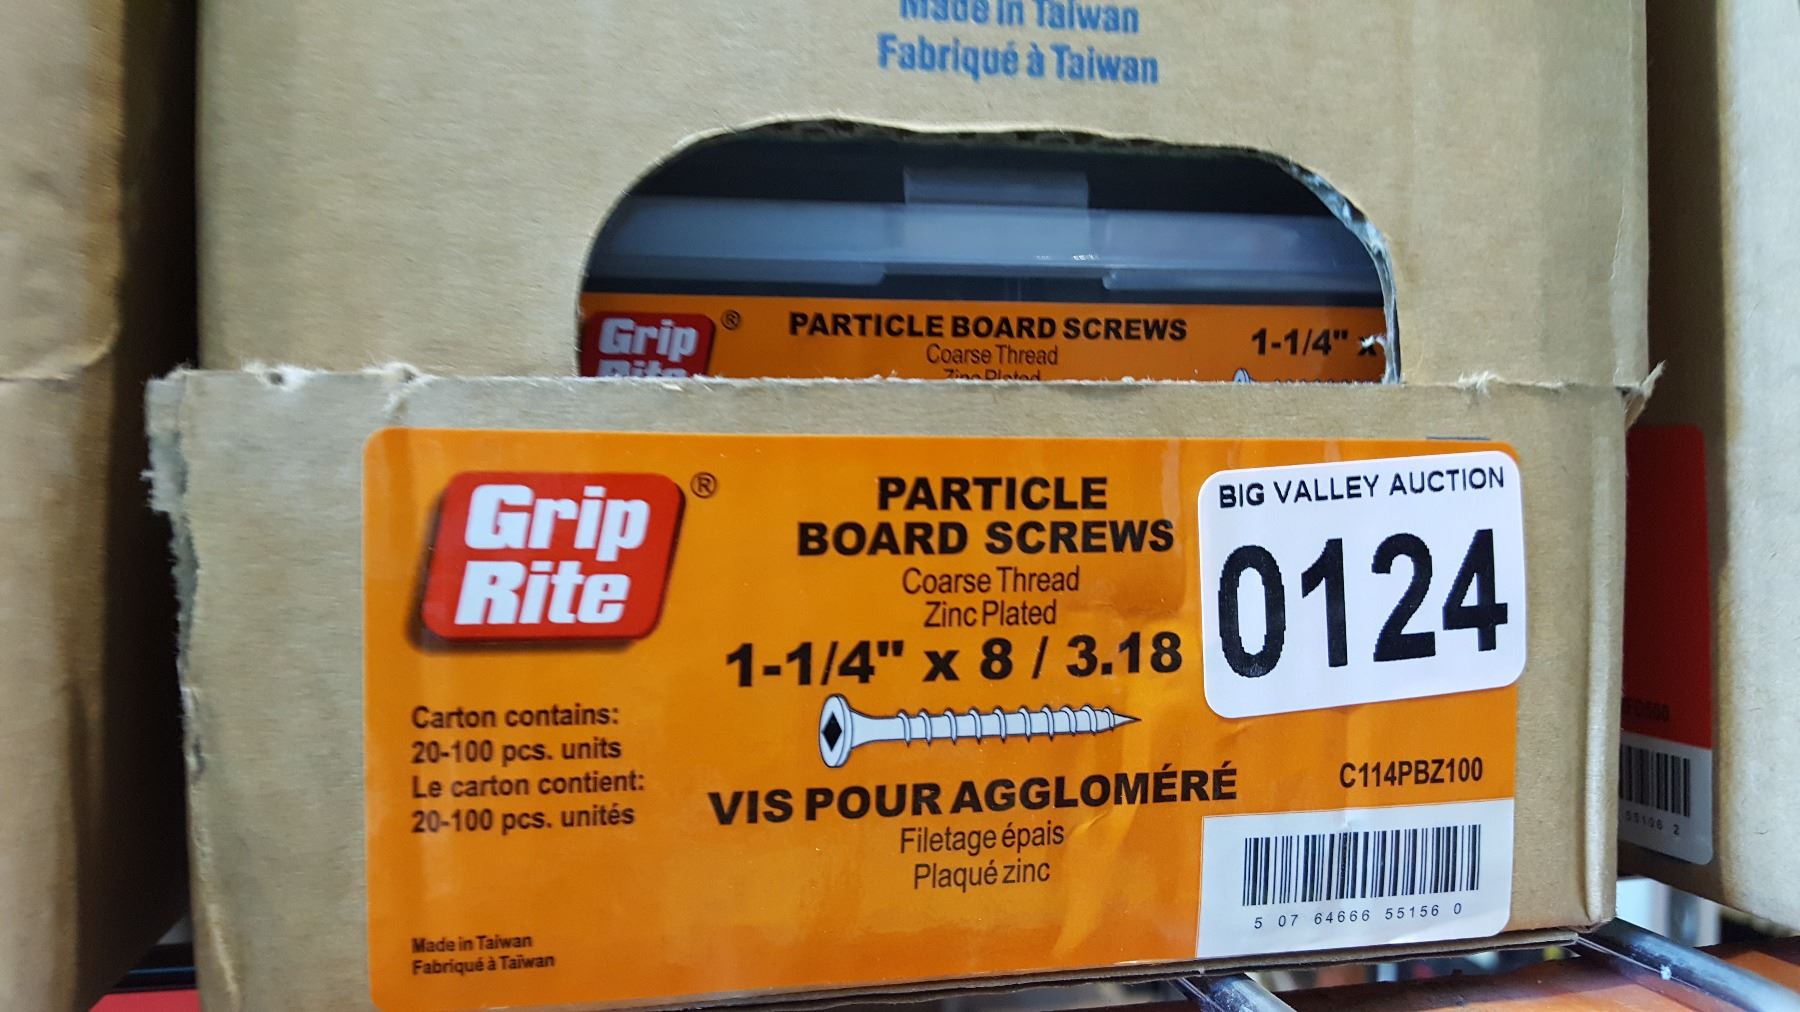 Made in Taiwan
Fabriqué à Taiwan
Grip
Rite
®
PARTICLE BOARD SCREWS
Coarse Thread
Zinc Plated
1-1/4" x
Grip
Rite
®
PARTICLE
BOARD SCREWS
Coarse Thread
Zinc Plated
1-1/4" x 8 / 3.18
BIG VALLEY AUCTION
0124
Carton contains:
20-100 pcs. units
Le carton contient:
20-100 pcs. unités
VIS POUR AGGLOMÉRÉ
Filetage épais
Plaqué zinc
C114PBZ100
5 07 64666 55156 0
Made in Taiwan
Fabriqué à Taïwan